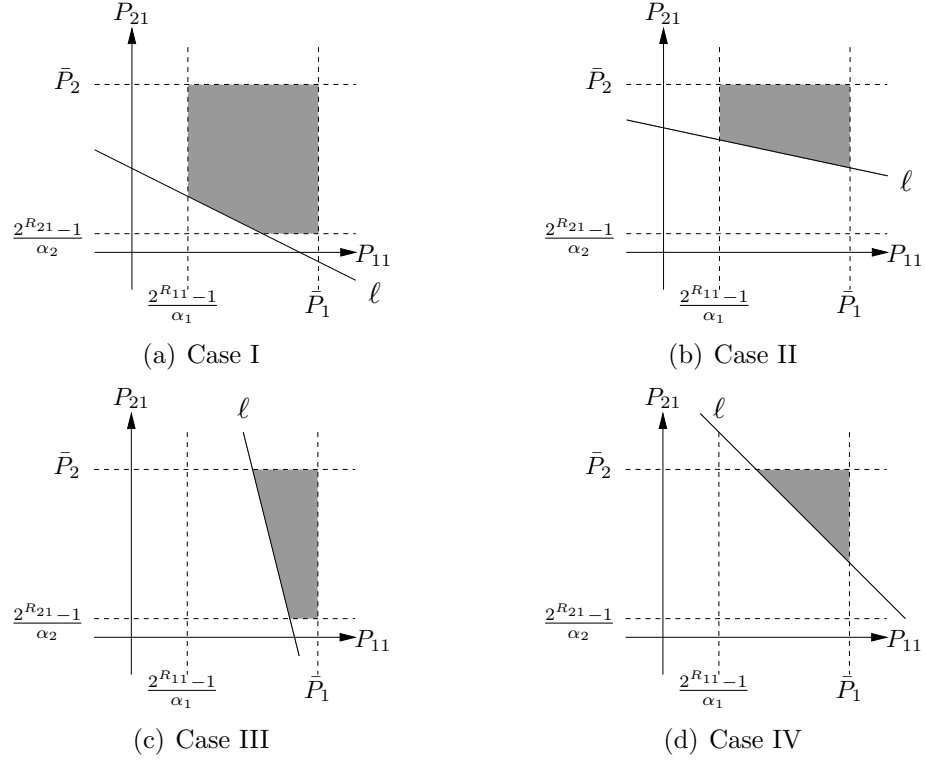 P₂₁
P̄₂
ℓ
(2^{R₂₁}−1)/α₂
P₁₁
(2^{R₁₁}−1)/α₁
P̄₁
(a) Case I
P₂₁
P̄₂
ℓ
(2^{R₂₁}−1)/α₂
P₁₁
(2^{R₁₁}−1)/α₁
P̄₁
(b) Case II
P₂₁
ℓ
P̄₂
(2^{R₂₁}−1)/α₂
P₁₁
(2^{R₁₁}−1)/α₁
P̄₁
(c) Case III
P₂₁
ℓ
P̄₂
(2^{R₂₁}−1)/α₂
P₁₁
(2^{R₁₁}−1)/α₁
P̄₁
(d) Case IV